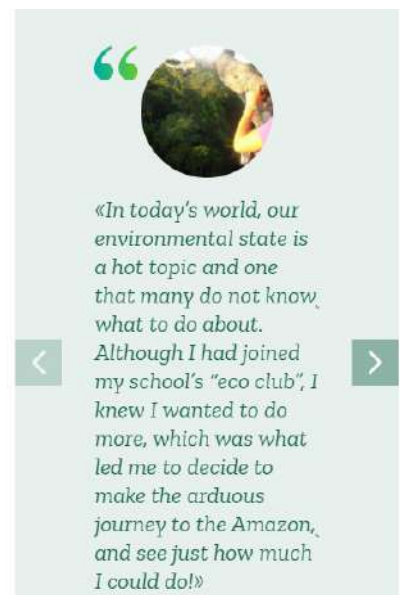 «In today's world, our
environmental state is
a hot topic and one
that many do not know
what to do about.
Although I had joined
my school's "eco club", I
knew I wanted to do
more, which was what
led me to decide to
make the arduous
journey to the Amazon,
and see just how much
I could do!»